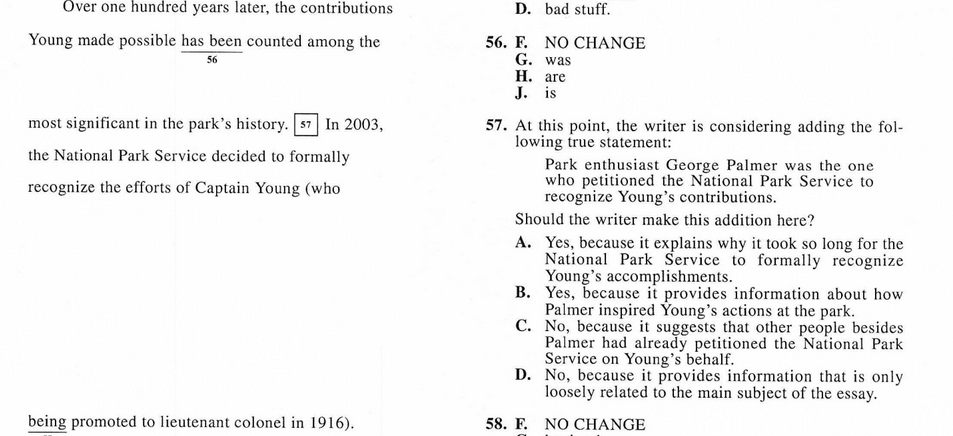 Over one hundred years later, the contributions
Young made possible has been counted among the
56
most significant in the park's history. 57 In 2003,
the National Park Service decided to formally
recognize the efforts of Captain Young (who
being promoted to lieutenant colonel in 1916).
D. bad stuff.
56. F. NO CHANGE
G. was
H. are
J. is
57. At this point, the writer is considering adding the fol-
lowing true statement:
Park enthusiast George Palmer was the one
who petitioned the National Park Service to
recognize Young's contributions.
Should the writer make this addition here?
A. Yes, because it explains why it took so long for the
National Park Service to formally recognize
Young's accomplishments.
B. Yes, because it provides information about how
Palmer inspired Young's actions at the park.
C. No, because it suggests that other people besides
Palmer had already petitioned the National Park
Service on Young's behalf.
D. No, because it provides information that is only
loosely related to the main subject of the essay.
58. F. NO CHANGE